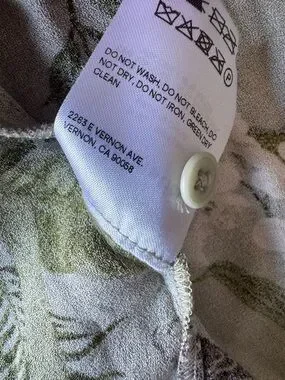 DO NOT WASH, DO NOT BLEACH, DO
NOT DRY, DO NOT IRON, GREEN DRY
CLEAN
2263 E VERNON AVE.
VERNON, CA 90058